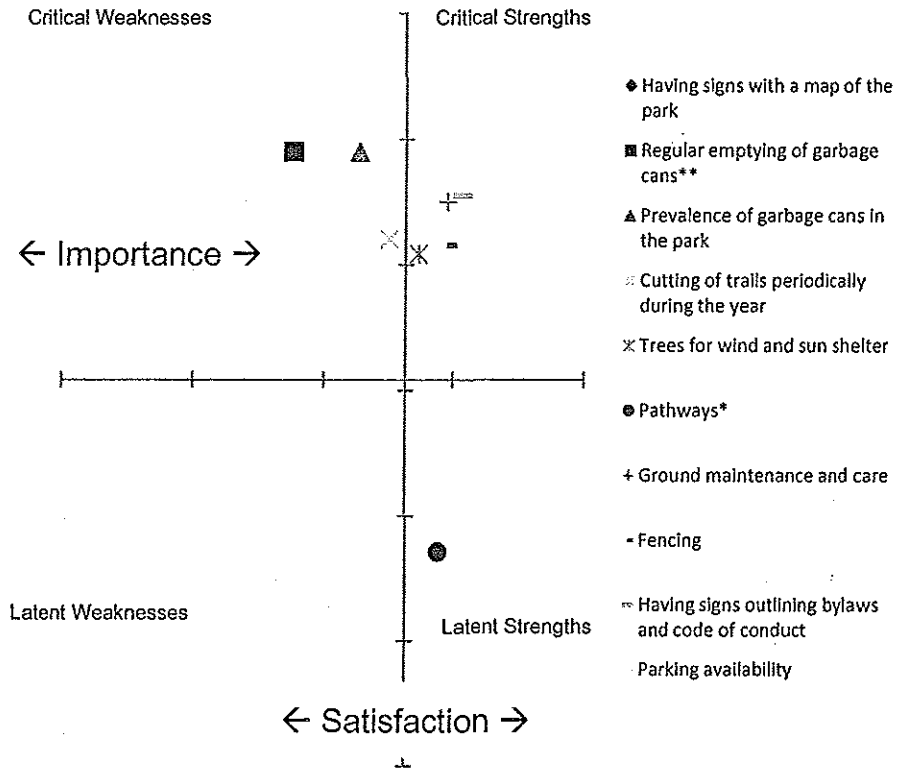 Critical Weaknesses
Critical Strengths
← Importance →
Latent Weaknesses
Latent Strengths
← Satisfaction →
Having signs with a map of the
park
Regular emptying of garbage
cans**
Prevalence of garbage cans in
the park
Cutting of trails periodically
during the year
Trees for wind and sun shelter
Pathways*
Ground maintenance and care
Fencing
Having signs outlining bylaws
and code of conduct
Parking availability